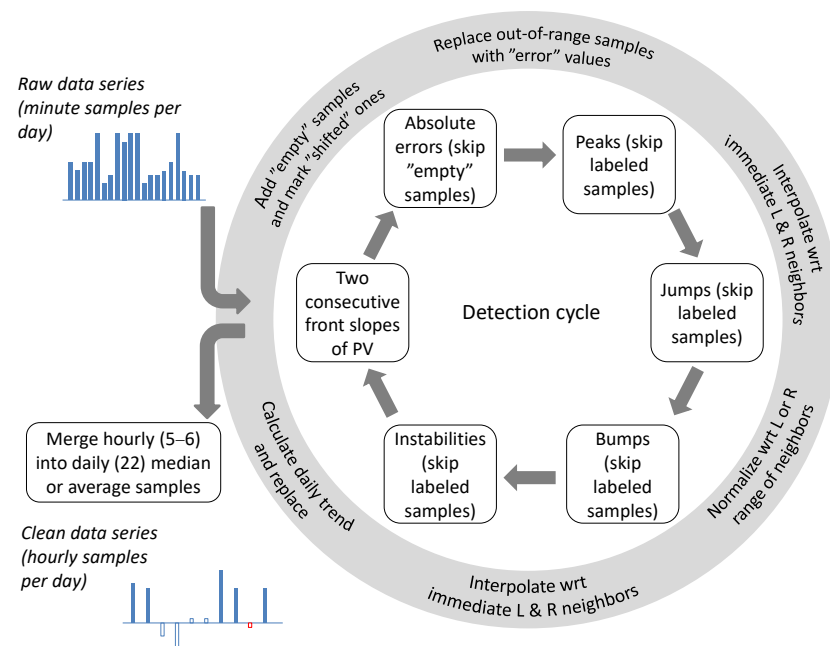 Raw data series
(minute samples per
day)
Add ”empty” samples
and mark ”shifted” ones
Replace out-of-range samples
with ”error” values
Interpolate wrt
immediate L & R
neighbors
Normalize wrt L or R
range of neighbors
Interpolate wrt
immediate L & R neighbors
Calculate daily trend
and replace
Absolute
errors (skip
”empty”
samples)
Peaks (skip
labeled
samples)
Jumps (skip
labeled
samples)
Bumps
(skip
labeled
samples)
Instabilities
(skip
labeled
samples)
Two
consecutive
front slopes
of PV
Detection cycle
Merge hourly (5–6)
into daily (22) median
or average samples
Clean data series
(hourly samples
per day)